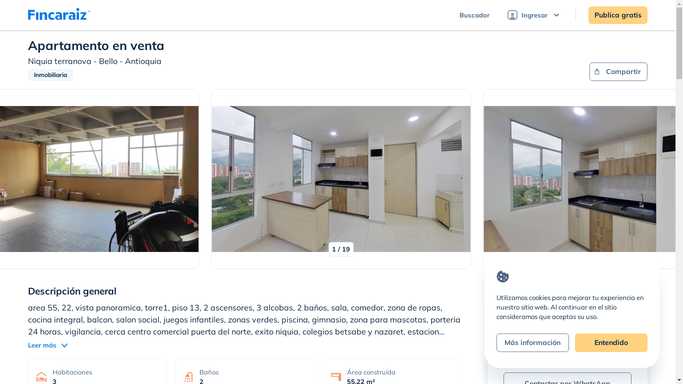 Fincaraiz
Buscador
Ingresar
Publica gratis
Apartamento en venta
Niquia terranova - Bello - Antioquia
Inmobiliaria
Compartir
1 / 19
Descripción general
area 55, 22, vista panoramica, torre1, piso 13, 2 ascensores, 3 alcobas, 2 baños, sala, comedor, zona de ropas,
cocina integral, balcon, salon social, juegos infantiles, zonas verdes, piscina, gimnasio, zona para mascotas, porteria
24 horas, vigilancia, cerca centro comercial puerta del norte, exito niquia, colegios betsabe y nazaret, estacion...
Leer más
Habitaciones
3
Baños
2
Área construida
55.22 m²
Utilizamos cookies para mejorar tu experiencia en
nuestro sitio web. Al continuar en el sitio
consideramos que aceptas su uso.
Más información
Entendido
Contactar por WhatsApp